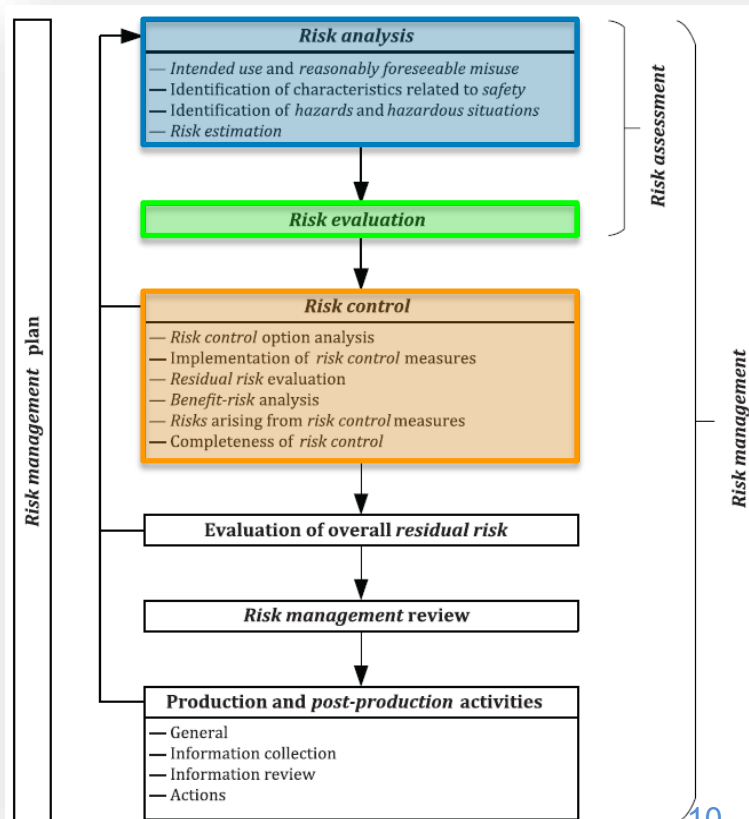 Risk management plan
Risk analysis
— Intended use and reasonably foreseeable misuse
— Identification of characteristics related to safety
— Identification of hazards and hazardous situations
— Risk estimation
Risk assessment
Risk evaluation
Risk control
— Risk control option analysis
— Implementation of risk control measures
— Residual risk evaluation
— Benefit-risk analysis
— Risks arising from risk control measures
— Completeness of risk control
Risk management
Evaluation of overall residual risk
Risk management review
Production and post-production activities
— General
— Information collection
— Information review
— Actions
10